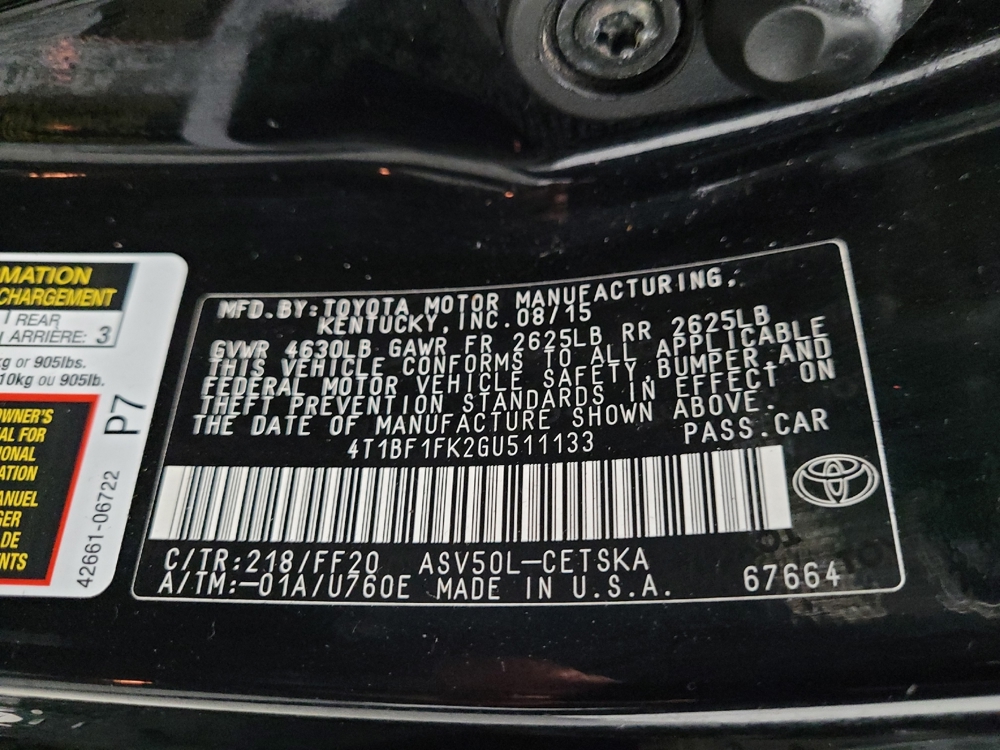 MATION
CHARGEMENT
REAR
ARRIÈRE: 3
kg or 905lbs.
10kg ou 905lb.
OWNER'S
AL FOR
IONAL
ATION
ANUEL
GER
DE
ENTS
P7
42661-06722
MFD.BY:TOYOTA MOTOR MANUFACTURING,
KENTUCKY, INC.08/15
GVWR 4630LB GAWR FR 2625LB RR 2625LB
THIS VEHICLE CONFORMS TO ALL APPLICABLE
FEDERAL MOTOR VEHICLE SAFETY, BUMPER, AND
THEFT PREVENTION STANDARDS IN EFFECT ON
THE DATE OF MANUFACTURE SHOWN ABOVE.
4T1BF1FK2GU511133 PASS.CAR
C/TR:218/FF20 ASV50L-CETSKA
A/TM:-01A/U760E MADE IN U.S.A. 67664